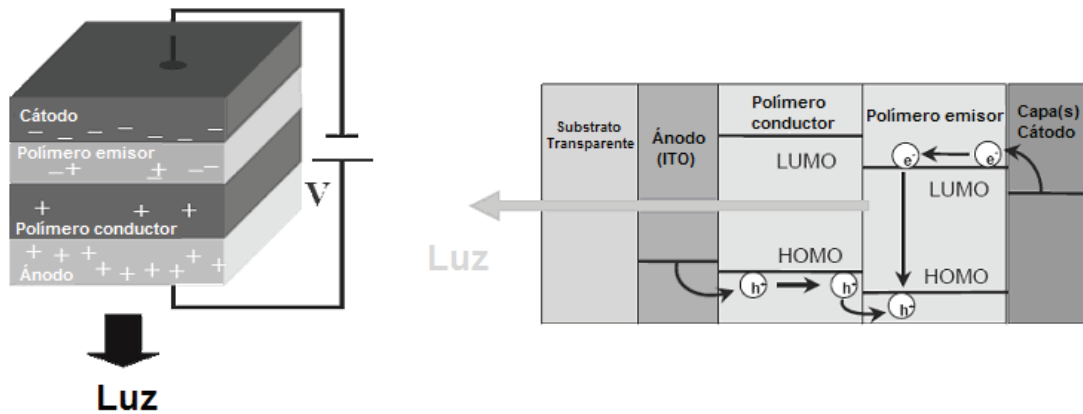 Cátodo
Polímero emisor
Polímero conductor
Ánodo
V
Luz
Luz
Substrato
Transparente
Ánodo
(ITO)
Polímero
conductor
LUMO
HOMO
h⁺
h⁺
Polímero emisor
e⁻
e⁻
LUMO
HOMO
h⁺
Capa(s)
Cátodo